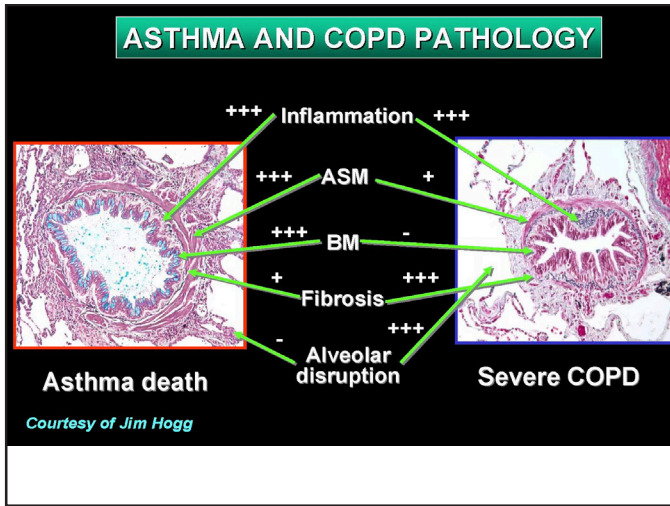 ASTHMA AND COPD PATHOLOGY
+++ Inflammation +++
+++ ASM +
+++ BM -
+ Fibrosis +++
- Alveolar disruption +++
Asthma death
Severe COPD
Courtesy of Jim Hogg